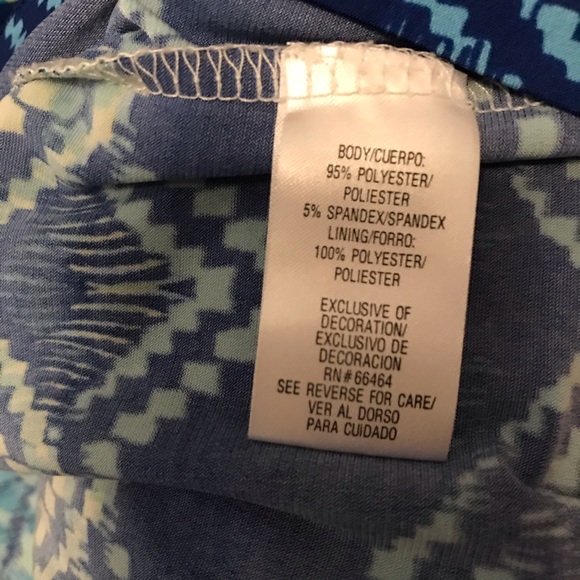 BODY/CUERPO:
95% POLYESTER/
POLIESTER
5% SPANDEX/SPANDEX
LINING/FORRO:
100% POLYESTER/
POLIESTER
EXCLUSIVE OF
DECORATION/
EXCLUSIVO DE
DECORACION
RN# 66464
SEE REVERSE FOR CARE/
VER AL DORSO
PARA CUIDADO